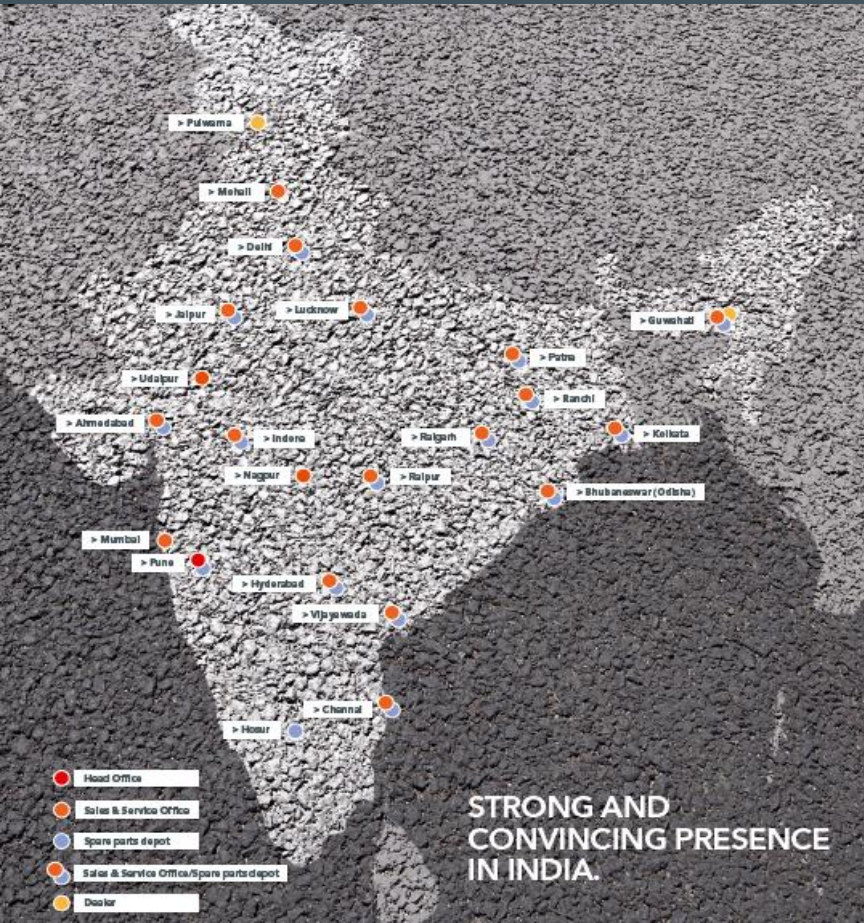 > Pulwama
> Mohali
> Delhi
> Jaipur
> Lucknow
> Guwahati
> Patna
> Udaipur
> Ranchi
> Ahmedabad
> Indore
> Raigarh
> Kolkata
> Nagpur
> Raipur
> Bhubaneswar (Odisha)
> Mumbai
> Pune
> Hyderabad
> Vijayawada
> Chennai
> Hosur
Head Office
Sales & Service Office
Spare parts depot
Sales & Service Office/Spare parts depot
Dealer
STRONG AND
CONVINCING PRESENCE
IN INDIA.